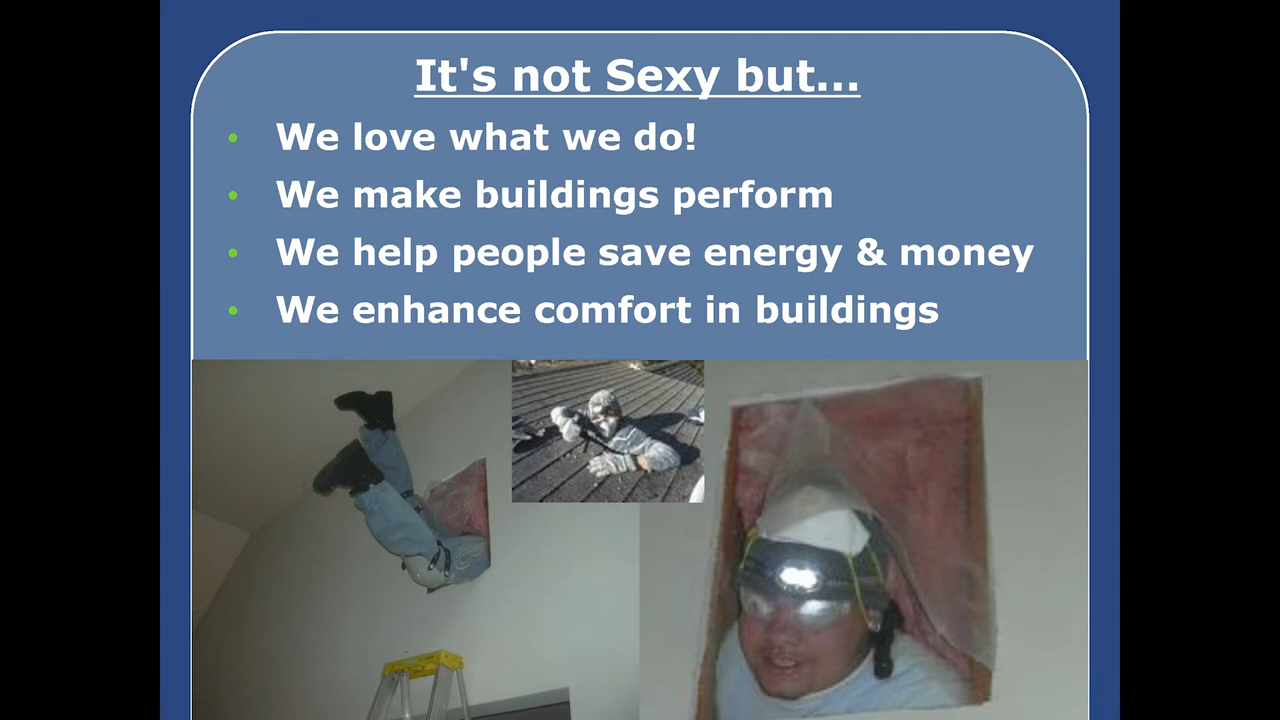 It's not Sexy but...
• We love what we do!
• We make buildings perform
• We help people save energy & money
• We enhance comfort in buildings